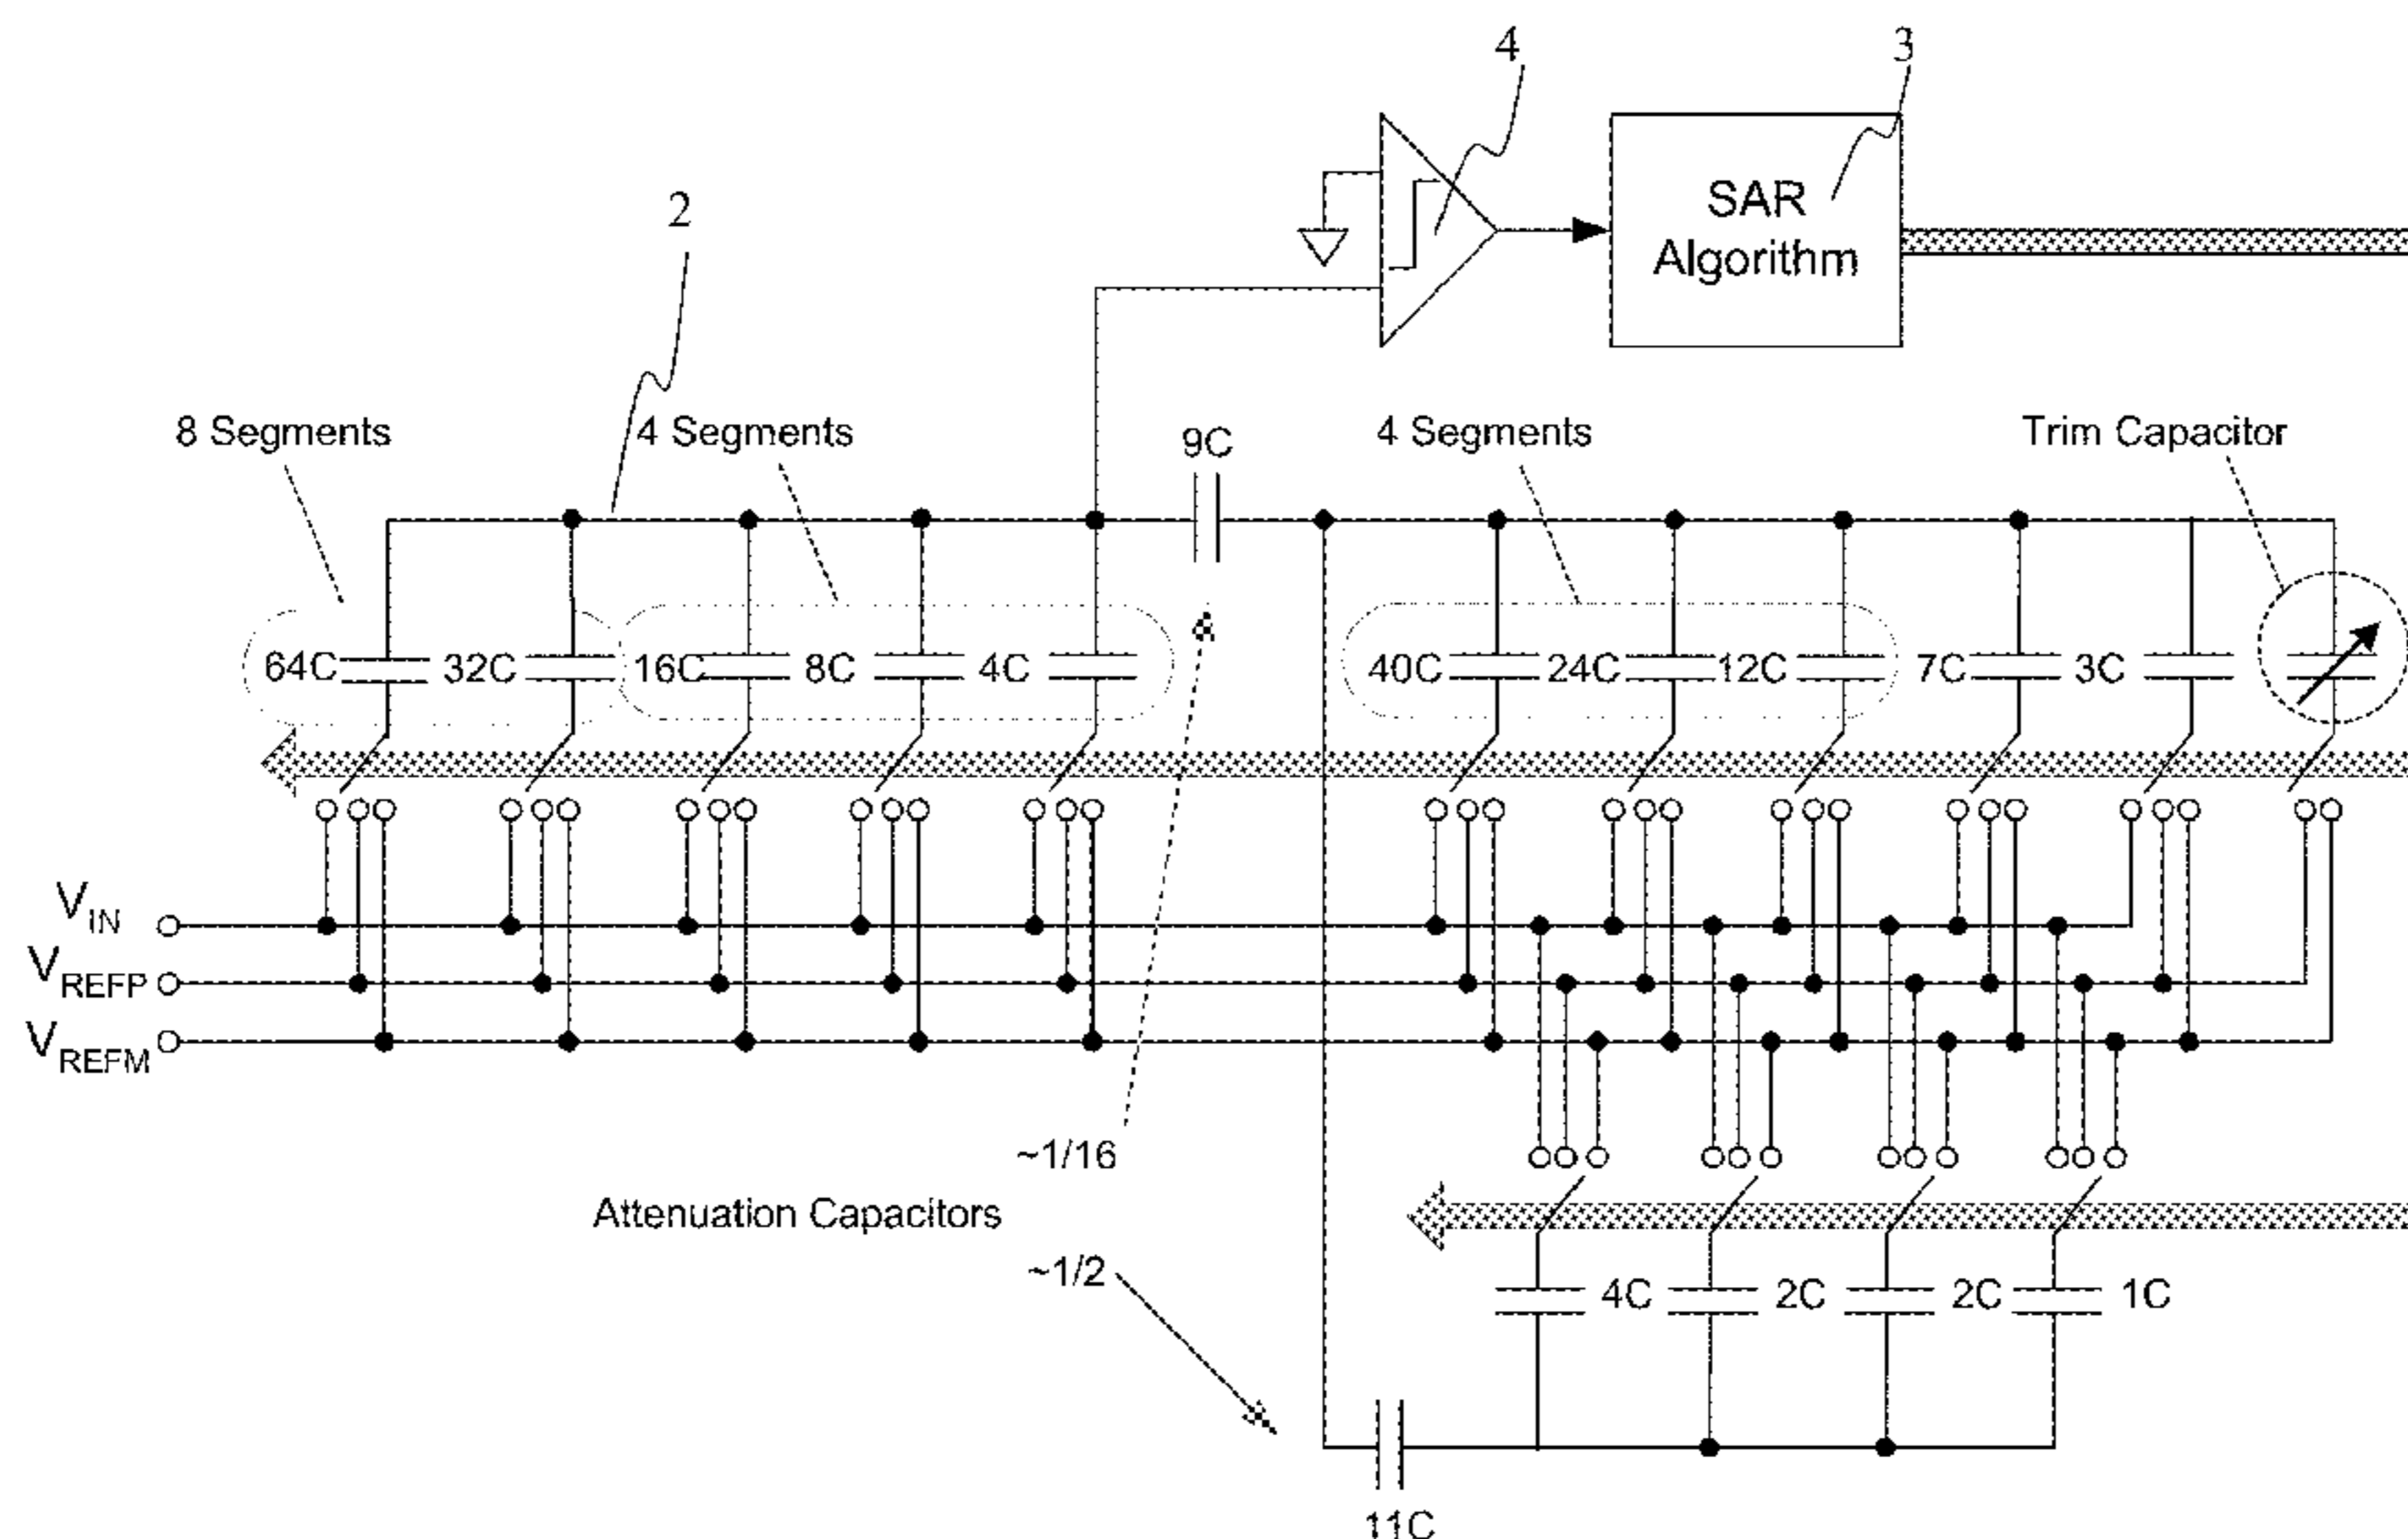 4
3
2
SAR
Algorithm
8 Segments
4 Segments
9C
4 Segments
Trim Capacitor
64C
32C
16C
8C
4C
40C
24C
12C
7C
3C
VIN
VREFP
VREFM
~1/16
Attenuation Capacitors
~1/2
4C
2C
2C
1C
11C